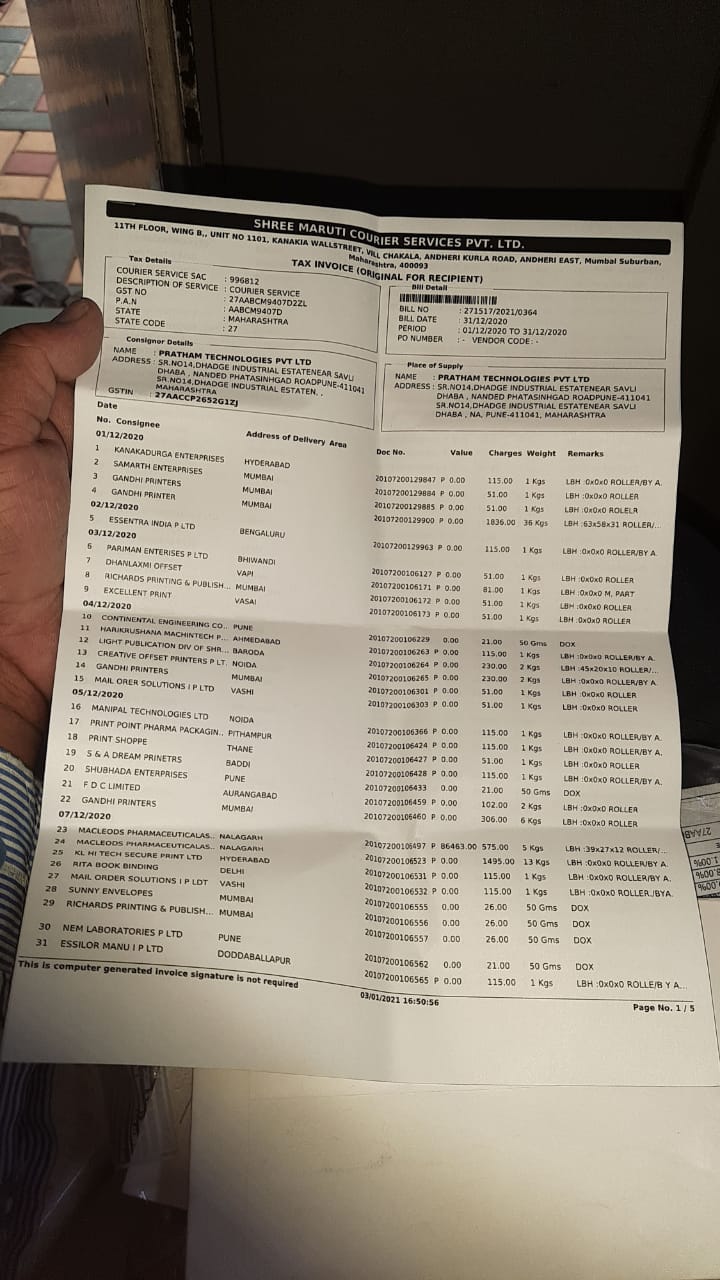 SHREE MARUTI COURIER SERVICES PVT. LTD.
11TH FLOOR, WING B,, UNIT NO 1101, KANAKIA WALLSTREET, VILL CHAKALA, ANDHERI KURLA ROAD, ANDHERI EAST, Mumbai Suburban,
Maharashtra, 400093
TAX INVOICE (ORIGINAL FOR RECIPIENT)
Tax Details
COURIER SERVICE SAC : 996812
DESCRIPTION OF SERVICE : COURIER SERVICE
GST NO : 27AABCM9407D2ZL
P.A.N : AABCM9407D
STATE : MAHARASHTRA
STATE CODE : 27
Bill Detail
BILL NO : 271517/2021/0364
BILL DATE : 31/12/2020
PERIOD : 01/12/2020 TO 31/12/2020
PO NUMBER : - VENDOR CODE: -
Consignor Details
NAME : PRATHAM TECHNOLOGIES PVT LTD
ADDRESS : SR.NO14,DHADGE INDUSTRIAL ESTATENEAR SAVLI
DHABA , NANDED PHATASINHGAD ROADPUNE-411041
SR.NO14,DHADGE INDUSTRIAL ESTATEN, ,
MAHARASHTRA
GSTIN : 27AACCP2652G1ZJ
Place of Supply
NAME : PRATHAM TECHNOLOGIES PVT LTD
ADDRESS : SR.NO14,DHADGE INDUSTRIAL ESTATENEAR SAVLI
DHABA , NANDED PHATASINHGAD ROADPUNE-411041
SR.NO14,DHADGE INDUSTRIAL ESTATENEAR SAVLI
DHABA , NA, PUNE-411041, MAHARASHTRA
Date
No. Consignee Address of Delivery Area Doc No. Value Charges Weight Remarks
01/12/2020
1 KANAKADURGA ENTERPRISES HYDERABAD 20107200129847 P 0.00 115.00 1 Kgs LBH :0x0x0 ROLLER/BY A.
2 SAMARTH ENTERPRISES MUMBAI 20107200129884 P 0.00 51.00 1 Kgs LBH :0x0x0 ROLLER
3 GANDHI PRINTERS MUMBAI 20107200129885 P 0.00 51.00 1 Kgs LBH :0x0x0 ROLELR
4 GANDHI PRINTER MUMBAI 20107200129900 P 0.00 1836.00 36 Kgs LBH :63x58x31 ROLLER/...
02/12/2020
5 ESSENTRA INDIA P LTD BENGALURU 20107200129963 P 0.00 115.00 1 Kgs LBH :0x0x0 ROLLER/BY A.
03/12/2020
6 PARIMAN ENTERISES P LTD BHIWANDI 20107200106127 P 0.00 51.00 1 Kgs LBH :0x0x0 ROLLER
7 DHANLAXMI OFFSET VAPI 20107200106171 P 0.00 81.00 1 Kgs LBH :0x0x0 M, PART
8 RICHARDS PRINTING & PUBLISH... MUMBAI 20107200106172 P 0.00 51.00 1 Kgs LBH :0x0x0 ROLLER
9 EXCELLENT PRINT VASAI 20107200106173 P 0.00 51.00 1 Kgs LBH :0x0x0 ROLLER
04/12/2020
10 CONTINENTAL ENGINEERING CO.. PUNE 20107200106229 0.00 21.00 50 Gms DOX
11 HARIKRUSHANA MACHINTECH P... AHMEDABAD 20107200106263 P 0.00 115.00 1 Kgs LBH :0x0x0 ROLLER/BY A.
12 LIGHT PUBLICATION DIV OF SHR... BARODA 20107200106264 P 0.00 230.00 2 Kgs LBH :45x20x10 ROLLER/...
13 CREATIVE OFFSET PRINTERS P LT. NOIDA 20107200106265 P 0.00 230.00 2 Kgs LBH :0x0x0 ROLLER/BY A.
14 GANDHI PRINTERS MUMBAI 20107200106301 P 0.00 51.00 1 Kgs LBH :0x0x0 ROLLER
15 MAIL ORER SOLUTIONS I P LTD VASHI 20107200106303 P 0.00 51.00 1 Kgs LBH :0x0x0 ROLLER
05/12/2020
16 MANIPAL TECHNOLOGIES LTD NOIDA 20107200106366 P 0.00 115.00 1 Kgs LBH :0x0x0 ROLLER/BY A.
17 PRINT POINT PHARMA PACKAGIN.. PITHAMPUR 20107200106424 P 0.00 115.00 1 Kgs LBH :0x0x0 ROLLER/BY A.
18 PRINT SHOPPE THANE 20107200106427 P 0.00 51.00 1 Kgs LBH :0x0x0 ROLLER
19 S & A DREAM PRINETRS BADDI 20107200106428 P 0.00 115.00 1 Kgs LBH :0x0x0 ROLLER/BY A.
20 SHUBHADA ENTERPRISES PUNE 20107200106433 0.00 21.00 50 Gms DOX
21 F D C LIMITED AURANGABAD 20107200106459 P 0.00 102.00 2 Kgs LBH :0x0x0 ROLLER
22 GANDHI PRINTERS MUMBAI 20107200106460 P 0.00 306.00 6 Kgs LBH :0x0x0 ROLLER
07/12/2020
23 MACLEODS PHARMACEUTICALAS.. NALAGARH 20107200106497 P 86463.00 575.00 5 Kgs LBH :39x27x12 ROLLER/...
24 MACLEODS PHARMACEUTICALAS.. NALAGARH 20107200106523 P 0.00 1495.00 13 Kgs LBH :0x0x0 ROLLER/BY A.
25 KL HI TECH SECURE PRINT LTD HYDERABAD 20107200106531 P 0.00 115.00 1 Kgs LBH :0x0x0 ROLLER/BY A.
26 RITA BOOK BINDING DELHI 20107200106532 P 0.00 115.00 1 Kgs LBH :0x0x0 ROLLER./BYA.
27 MAIL ORDER SOLUTIONS I P LDT VASHI 20107200106555 0.00 26.00 50 Gms DOX
28 SUNNY ENVELOPES MUMBAI 20107200106556 0.00 26.00 50 Gms DOX
29 RICHARDS PRINTING & PUBLISH... MUMBAI 20107200106557 0.00 26.00 50 Gms DOX
30 NEM LABORATORIES P LTD PUNE 20107200106562 0.00 21.00 50 Gms DOX
31 ESSILOR MANU I P LTD DODDABALLAPUR 20107200106565 P 0.00 115.00 1 Kgs LBH :0x0x0 ROLLE/B Y A...
This is computer generated invoice signature is not required
03/01/2021 16:50:56
Page No. 1 / 5
27AAB